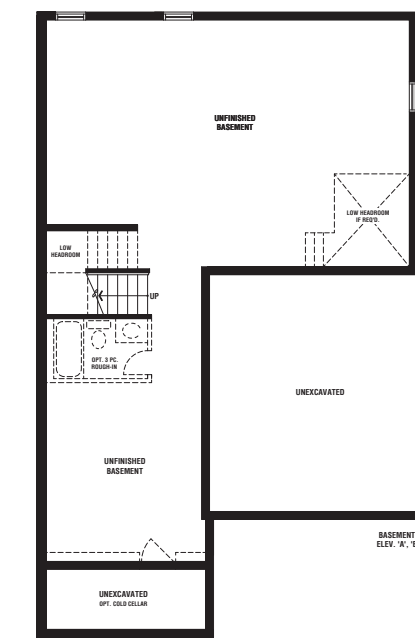 UNFINISHED
BASEMENT
LOW HEADROOM
IF REQ'D.
LOW
HEADROOM
UP
OPT. 3 PC.
ROUGH-IN
UNEXCAVATED
UNFINISHED
BASEMENT
BASEMENT
ELEV. 'A', 'B
UNEXCAVATED
OPT. COLD CELLAR